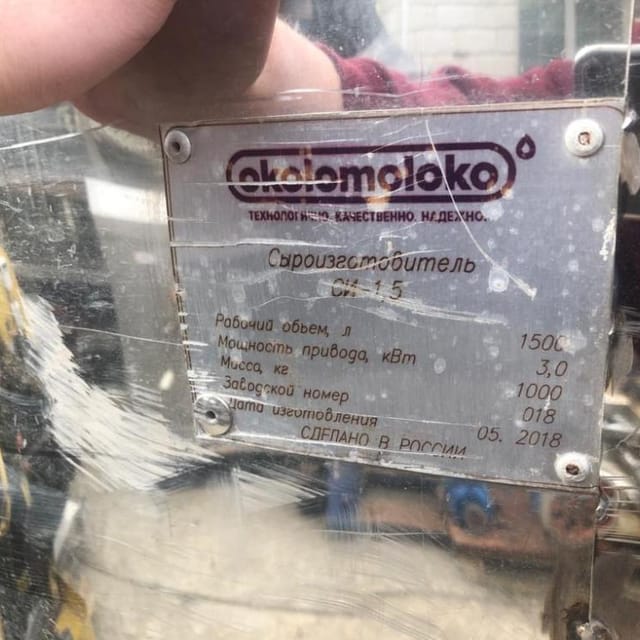 okolomoloko
ТЕХНОЛОГИЧНО. КАЧЕСТВЕННО. НАДЕЖНО.
Сыроизготовитель
СИ-1,5
Рабочий объем, л 1500
Мощность привода, кВт 3,0
Масса, кг 1000
Заводской номер 018
Дата изготовления 05. 2018
СДЕЛАНО В РОССИИ